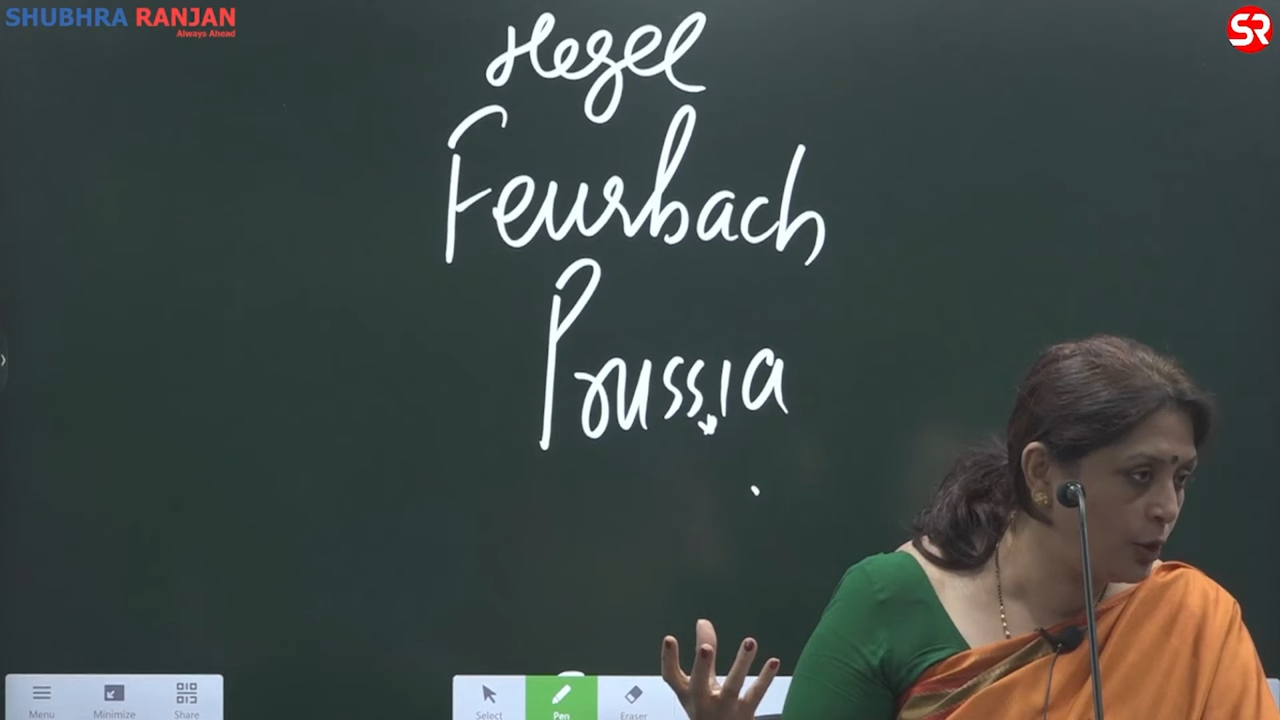 SHUBHRA RANJAN
Always Ahead
SR
Hegel
Feurbach
Prussia
Menu
Minimize
Share
Select
Pen
Eraser